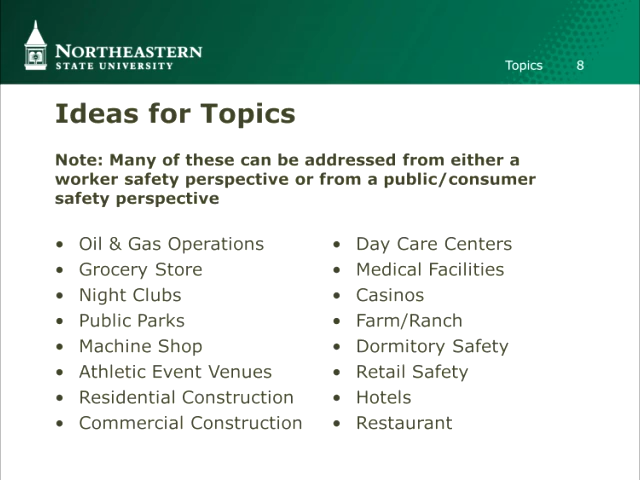 NORTHEASTERN
STATE UNIVERSITY
Topics 8
Ideas for Topics
Note: Many of these can be addressed from either a
worker safety perspective or from a public/consumer
safety perspective
• Oil & Gas Operations
• Grocery Store
• Night Clubs
• Public Parks
• Machine Shop
• Athletic Event Venues
• Residential Construction
• Commercial Construction
• Day Care Centers
• Medical Facilities
• Casinos
• Farm/Ranch
• Dormitory Safety
• Retail Safety
• Hotels
• Restaurant